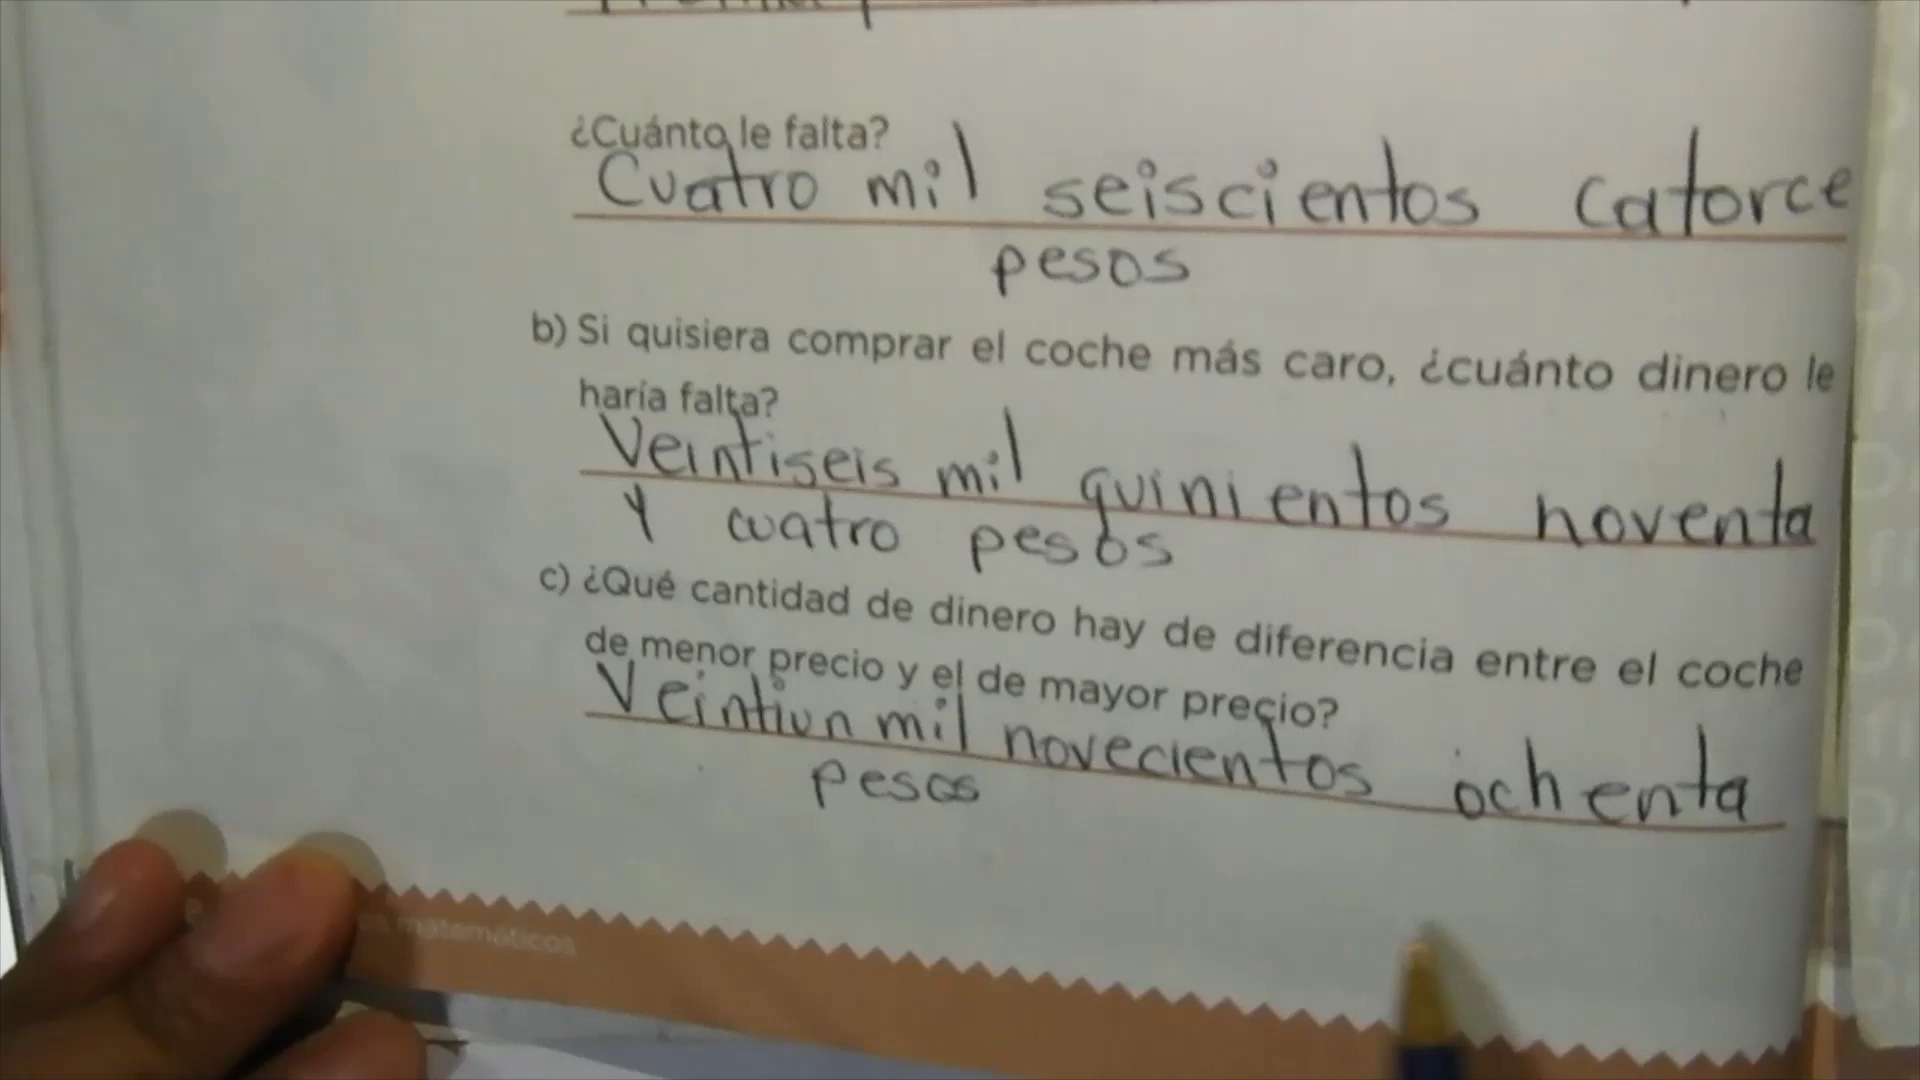 ¿Cuánto le falta?
Cuatro mil seiscientos catorce
pesos
b) Si quisiera comprar el coche más caro, ¿cuánto dinero le
haría falta?
Veintiseis mil quinientos noventa
y cuatro pesos
c) ¿Qué cantidad de dinero hay de diferencia entre el coche
de menor precio y el de mayor precio?
Veintiun mil novecientos ochenta
pesos
matemáticos